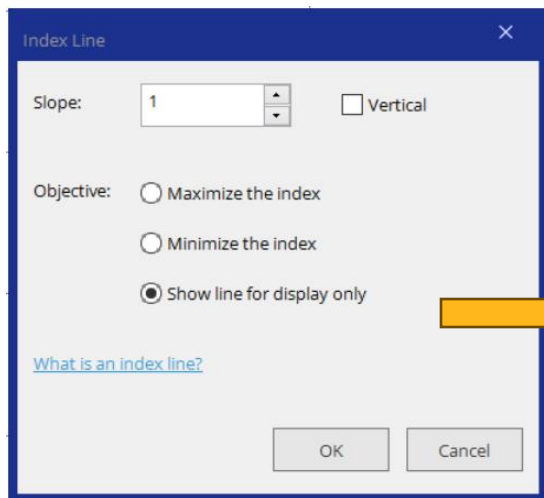 Index Line
Slope: 1 Vertical
Objective: Maximize the index
Minimize the index
Show line for display only
What is an index line?
OK Cancel